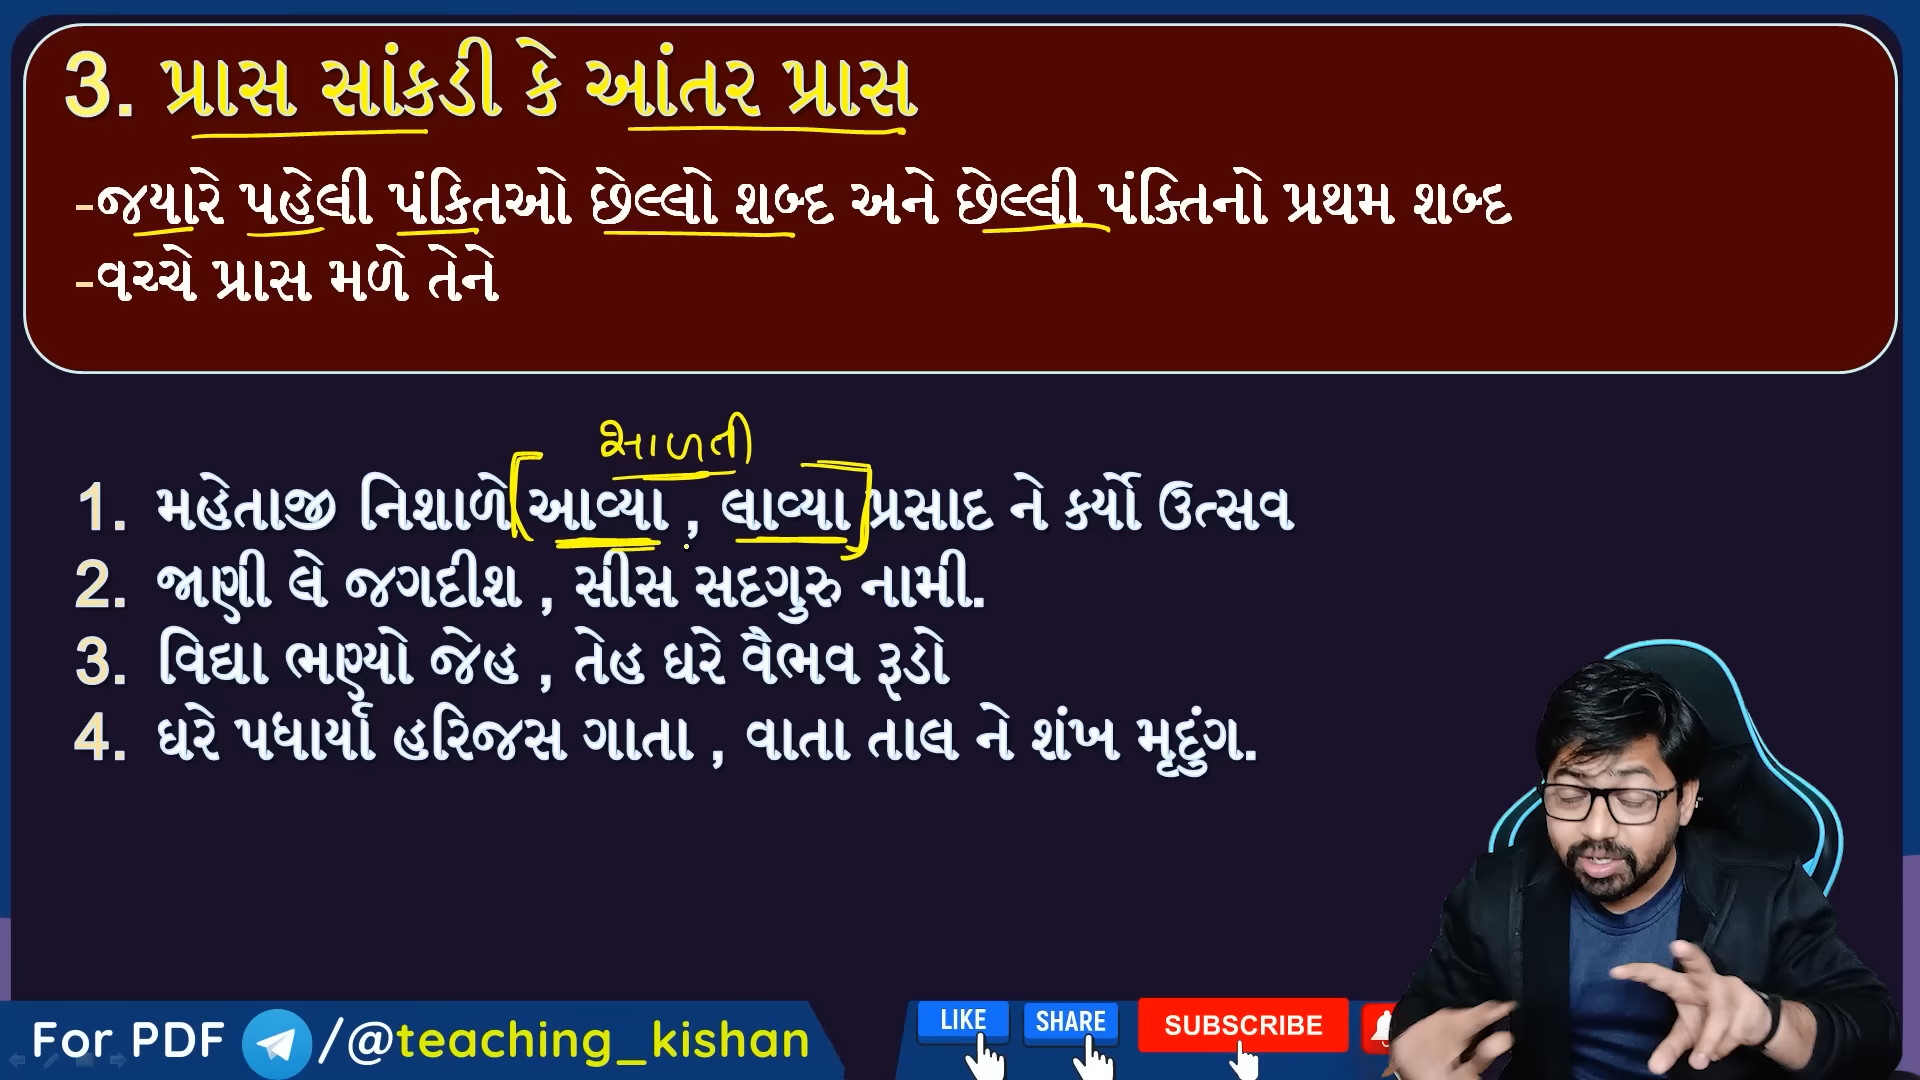 3. પ્રાસ સાંકડી કે આંતર પ્રાસ
-જયારે પહેલી પંકિતઓ છેલ્લો શબ્દ અને છેલ્લી પંક્તિનો પ્રથમ શબ્દ
-વચ્ચે પ્રાસ મળે તેને
1. મહેતાજી નિશાળે આવ્યા , લાવ્યા પ્રસાદ ને કર્યો ઉત્સવ
2. જાણી લે જગદીશ , સીસ સદગુરુ નામી.
3. વિદ્યા ભણ્યો જેહ , તેહ ઘરે વૈભવ રૂડો
4. ઘરે પધાર્યા હરિજસ ગાતા , વાતા તાલ ને શંખ મૃદુંગ.
For PDF /@teaching_kishan
LIKE SHARE SUBSCRIBE